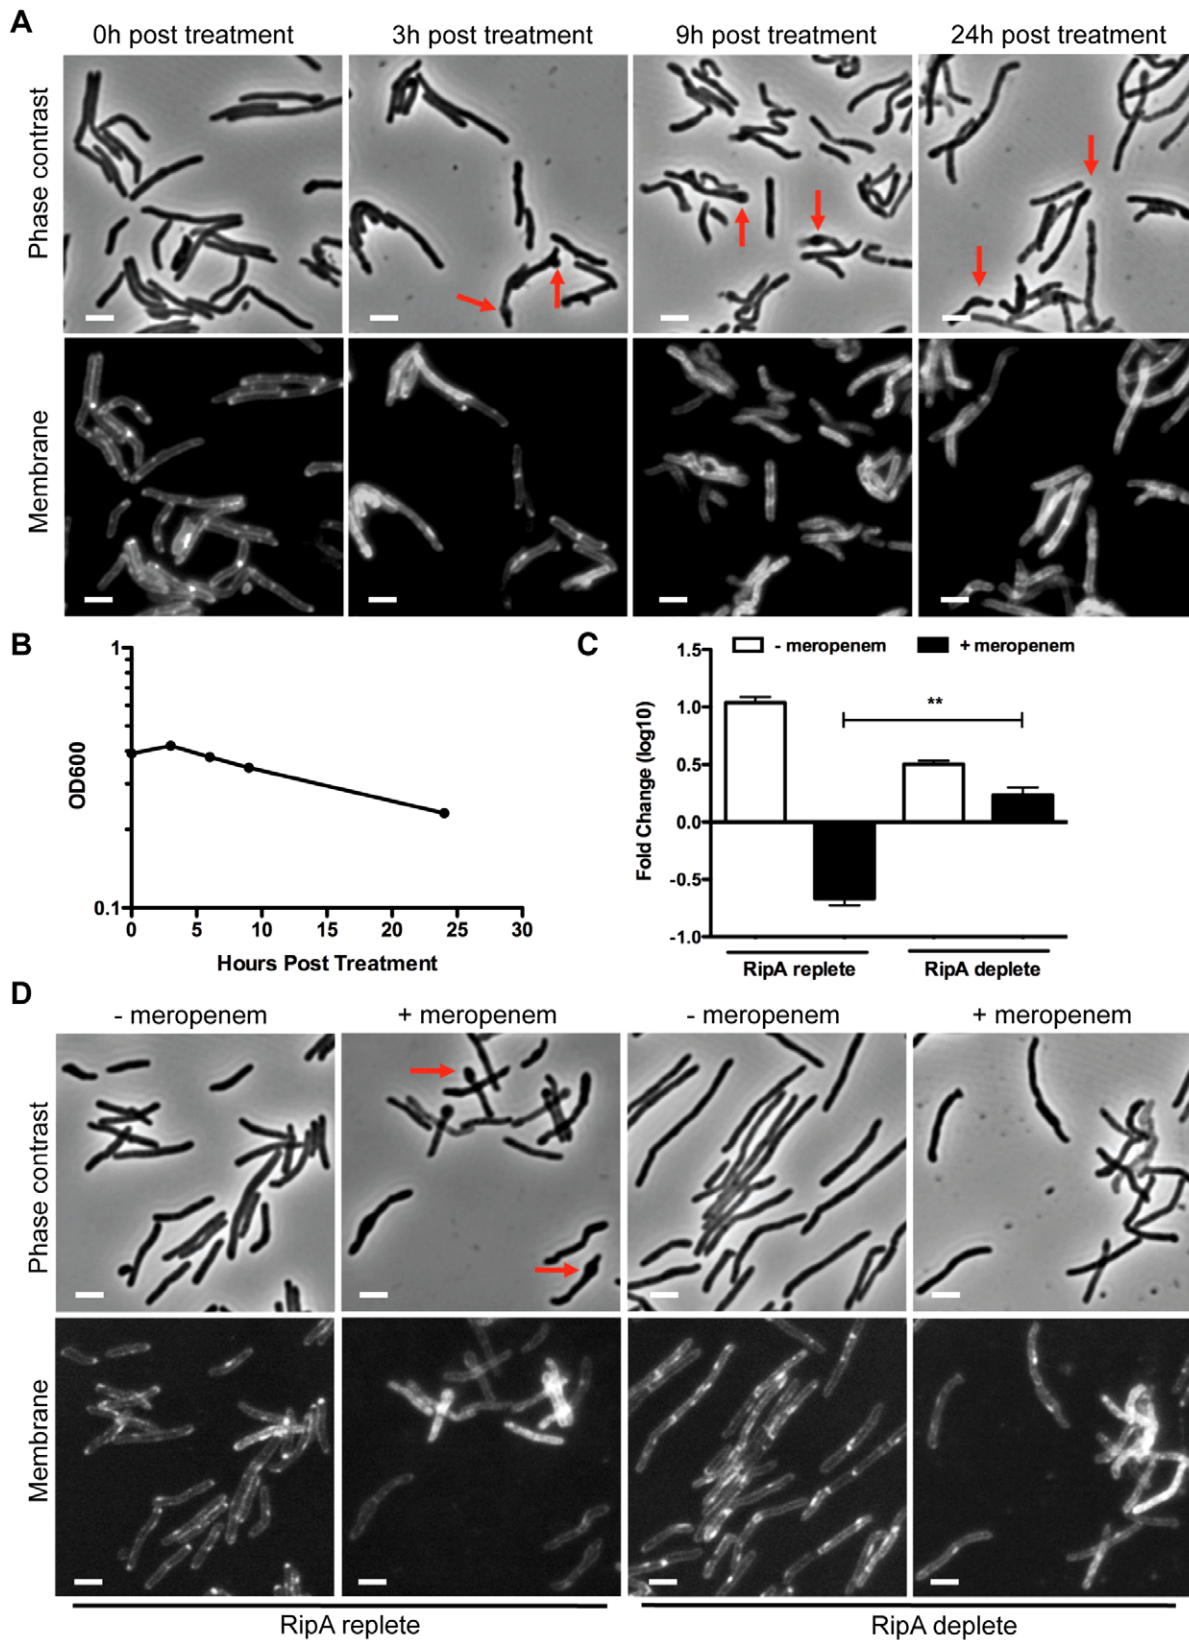 A
0h post treatment
3h post treatment
9h post treatment
24h post treatment
Phase contrast
Membrane
B
1
0.1
OD600
0
5
10
15
20
25
30
Hours Post Treatment
C
- meropenem
+ meropenem
1.5
1.0
0.5
0.0
-0.5
-1.0
Fold Change (log10)
**
RipA replete
RipA deplete
D
- meropenem
+ meropenem
- meropenem
+ meropenem
Phase contrast
Membrane
RipA replete
RipA deplete